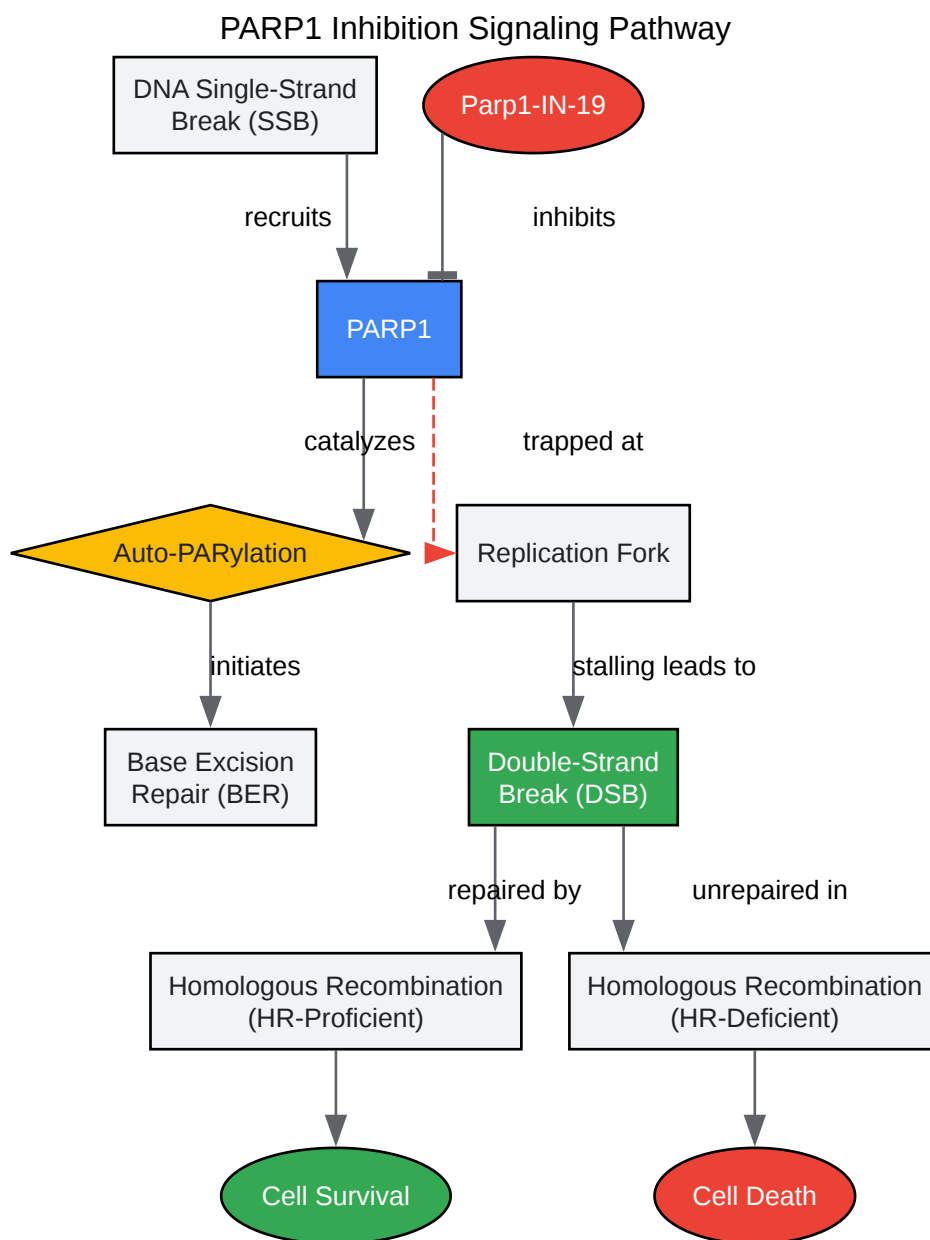 PARP1 Inhibition Signaling Pathway
DNA Single-Strand
Break (SSB)
Parp1-IN-19
recruits
inhibits
PARP1
catalyzes
trapped at
Auto-PARylation
Replication Fork
initiates
stalling leads to
Base Excision
Repair (BER)
Double-Strand
Break (DSB)
repaired by
unrepaired in
Homologous Recombination
(HR-Proficient)
Homologous Recombination
(HR-Deficient)
Cell Survival
Cell Death